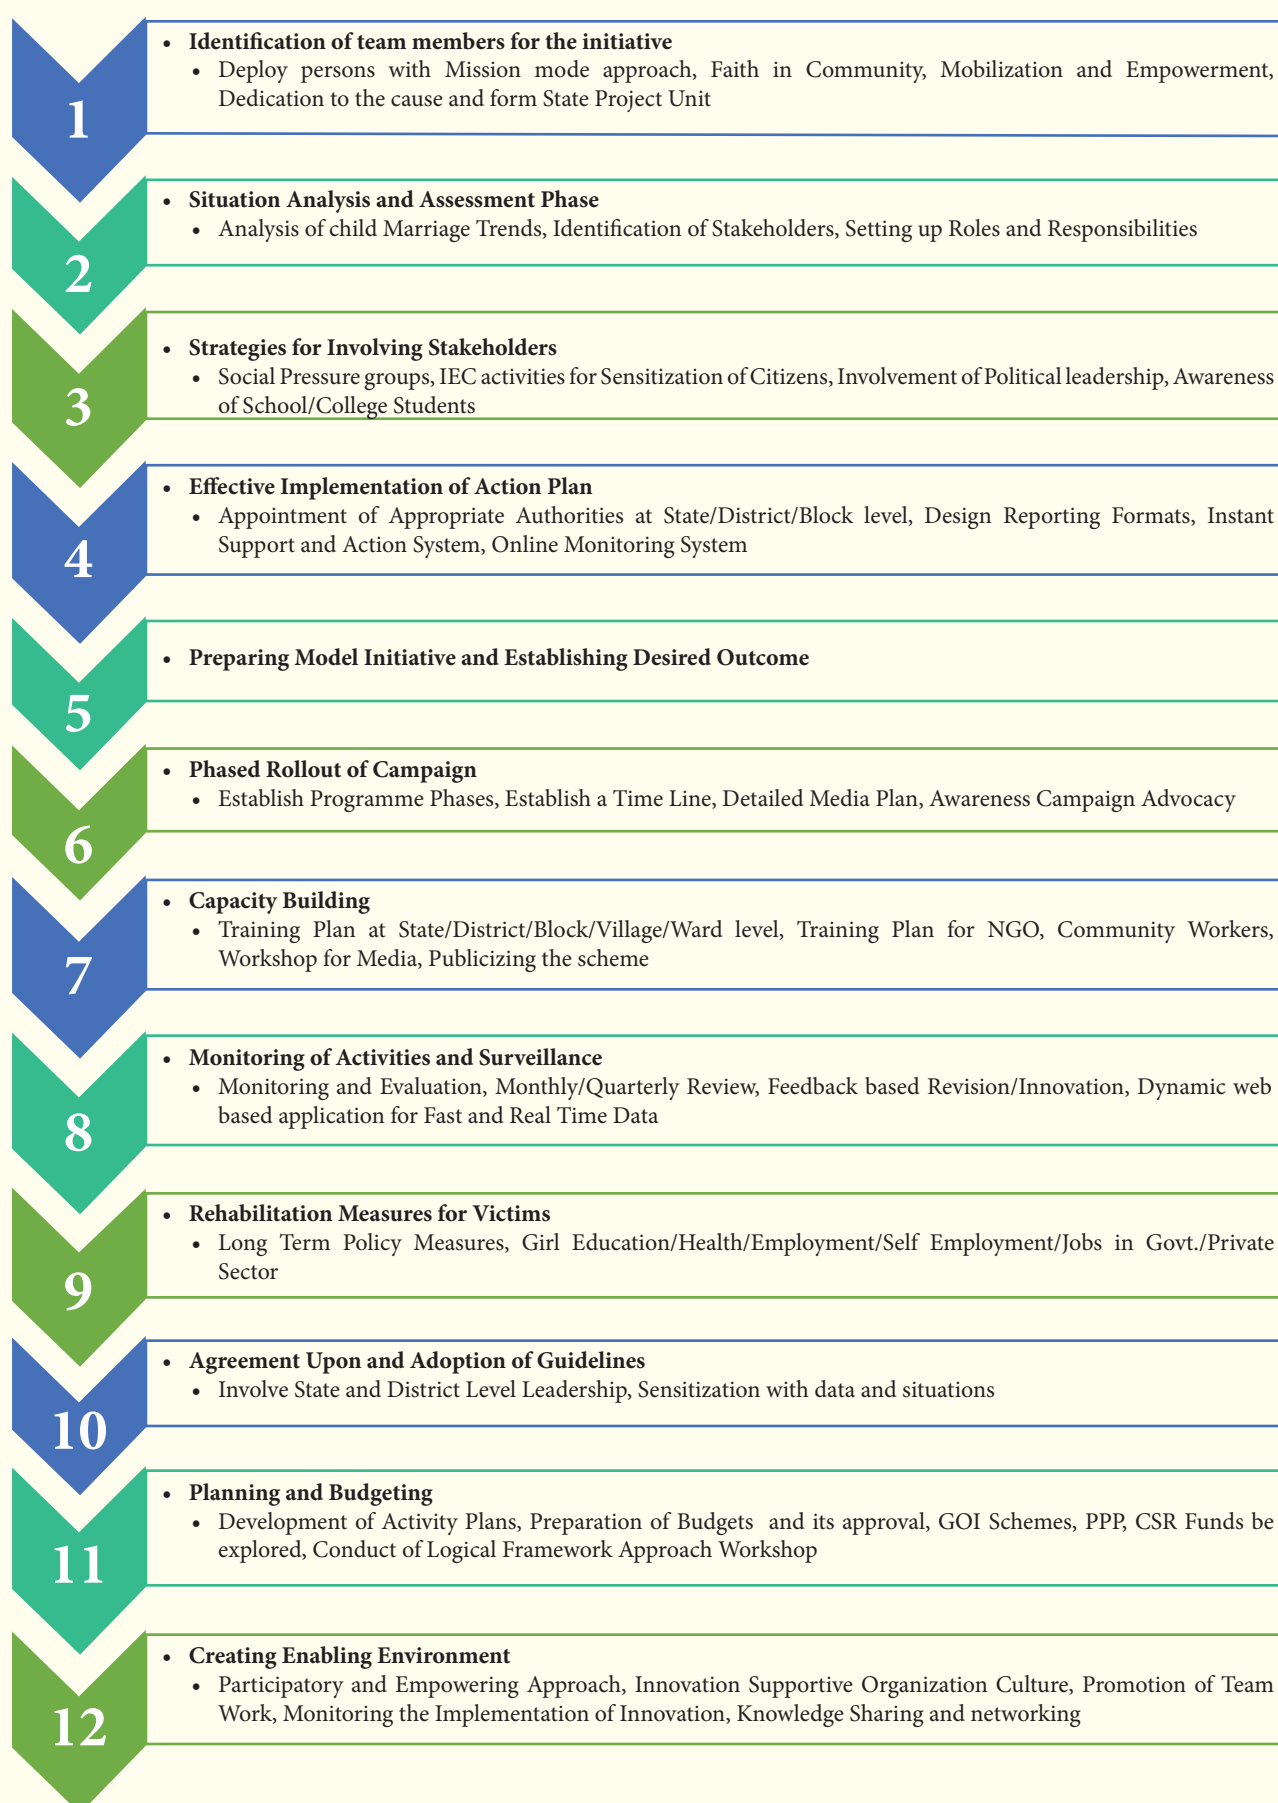 1
• Identification of team members for the initiative
• Deploy persons with Mission mode approach, Faith in Community, Mobilization and Empowerment,
Dedication to the cause and form State Project Unit
2
• Situation Analysis and Assessment Phase
• Analysis of child Marriage Trends, Identification of Stakeholders, Setting up Roles and Responsibilities
3
• Strategies for Involving Stakeholders
• Social Pressure groups, IEC activities for Sensitization of Citizens, Involvement of Political leadership, Awareness
of School/College Students
4
• Effective Implementation of Action Plan
• Appointment of Appropriate Authorities at State/District/Block level, Design Reporting Formats, Instant
Support and Action System, Online Monitoring System
5
• Preparing Model Initiative and Establishing Desired Outcome
6
• Phased Rollout of Campaign
• Establish Programme Phases, Establish a Time Line, Detailed Media Plan, Awareness Campaign Advocacy
7
• Capacity Building
• Training Plan at State/District/Block/Village/Ward level, Training Plan for NGO, Community Workers,
Workshop for Media, Publicizing the scheme
8
• Monitoring of Activities and Surveillance
• Monitoring and Evaluation, Monthly/Quarterly Review, Feedback based Revision/Innovation, Dynamic web
based application for Fast and Real Time Data
9
• Rehabilitation Measures for Victims
• Long Term Policy Measures, Girl Education/Health/Employment/Self Employment/Jobs in Govt./Private
Sector
10
• Agreement Upon and Adoption of Guidelines
• Involve State and District Level Leadership, Sensitization with data and situations
11
• Planning and Budgeting
• Development of Activity Plans, Preparation of Budgets and its approval, GOI Schemes, PPP, CSR Funds be
explored, Conduct of Logical Framework Approach Workshop
12
• Creating Enabling Environment
• Participatory and Empowering Approach, Innovation Supportive Organization Culture, Promotion of Team
Work, Monitoring the Implementation of Innovation, Knowledge Sharing and networking